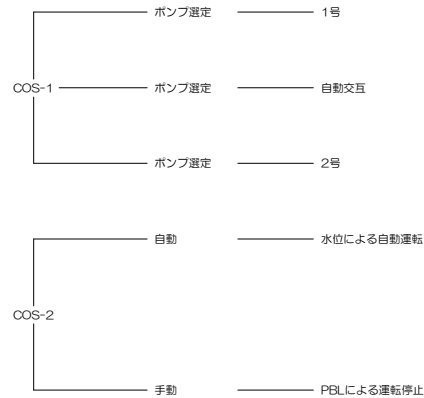 ポンプ選定 1号
COS-1 ポンプ選定 自動交互
ポンプ選定 2号
自動 水位による自動運転
COS-2
手動 PBLによる運転停止